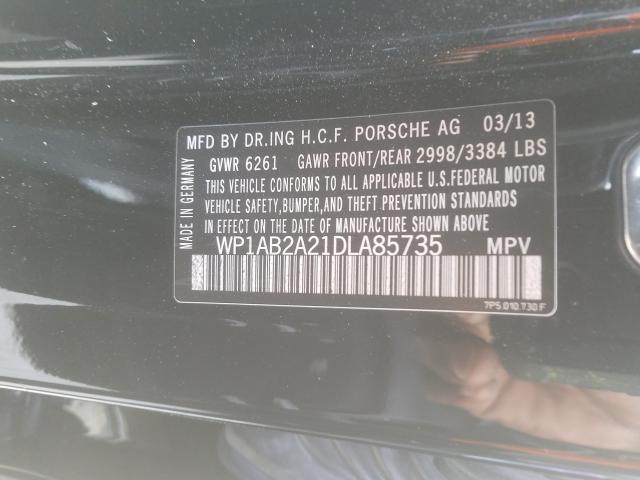 MFD BY DR.ING H.C.F. PORSCHE AG 03/13
GVWR 6261 GAWR FRONT/REAR 2998/3384 LBS
THIS VEHICLE CONFORMS TO ALL APPLICABLE U.S.FEDERAL MOTOR
VEHICLE SAFETY,BUMPER,AND THEFT PREVENTION STANDARDS
IN EFFECT ON THE DATE OF MANUFACTURE SHOWN ABOVE
MADE IN GERMANY
WP1AB2A21DLA85735 MPV
7P5 010 730 F